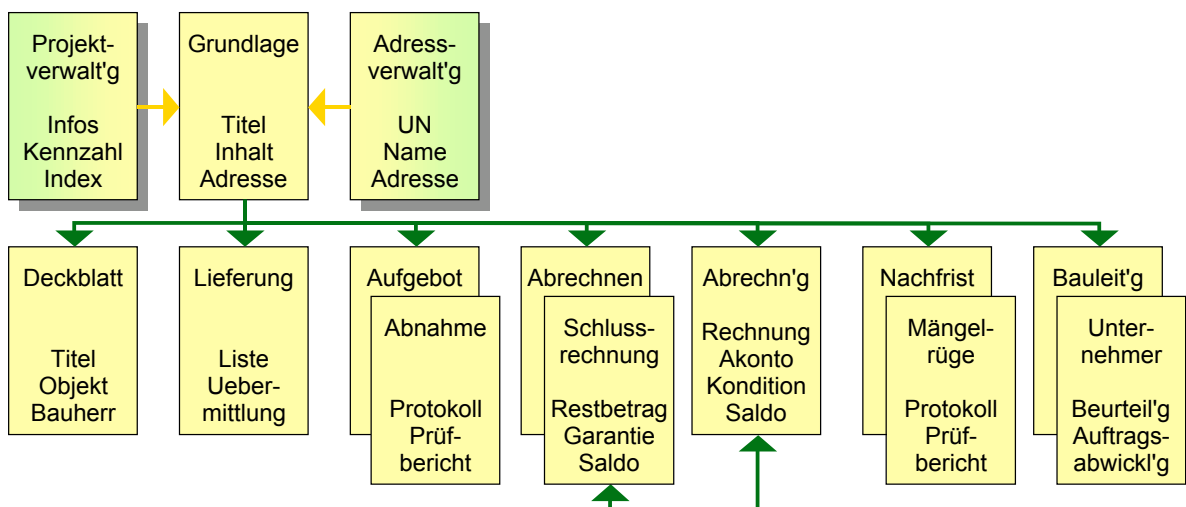 Projekt-
verwalt'g
Infos
Kennzahl
Index
Grundlage
Titel
Inhalt
Adresse
Adress-
verwalt'g
UN
Name
Adresse
Deckblatt
Titel
Objekt
Bauherr
Lieferung
Liste
Ueber-
mittlung
Aufgebot
Abnahme
Protokoll
Prüf-
bericht
Abrechnen
Schluss-
rechnung
Restbetrag
Garantie
Saldo
Abrechn'g
Rechnung
Akonto
Kondition
Saldo
Nachfrist
Mängel-
rüge
Protokoll
Prüf-
bericht
Bauleit'g
Unter-
nehmer
Beurteil'g
Auftrags-
abwickl'g